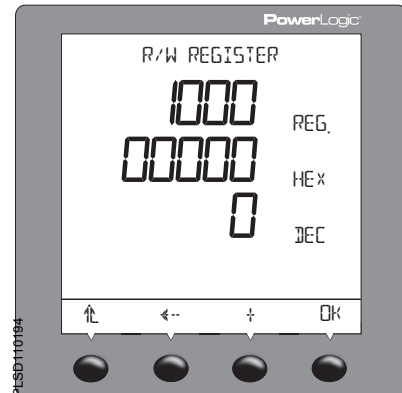 PowerLogic®
R/W REGISTER
1000 REG.
00000 HEX
0 DEC
OK
PLSD110194